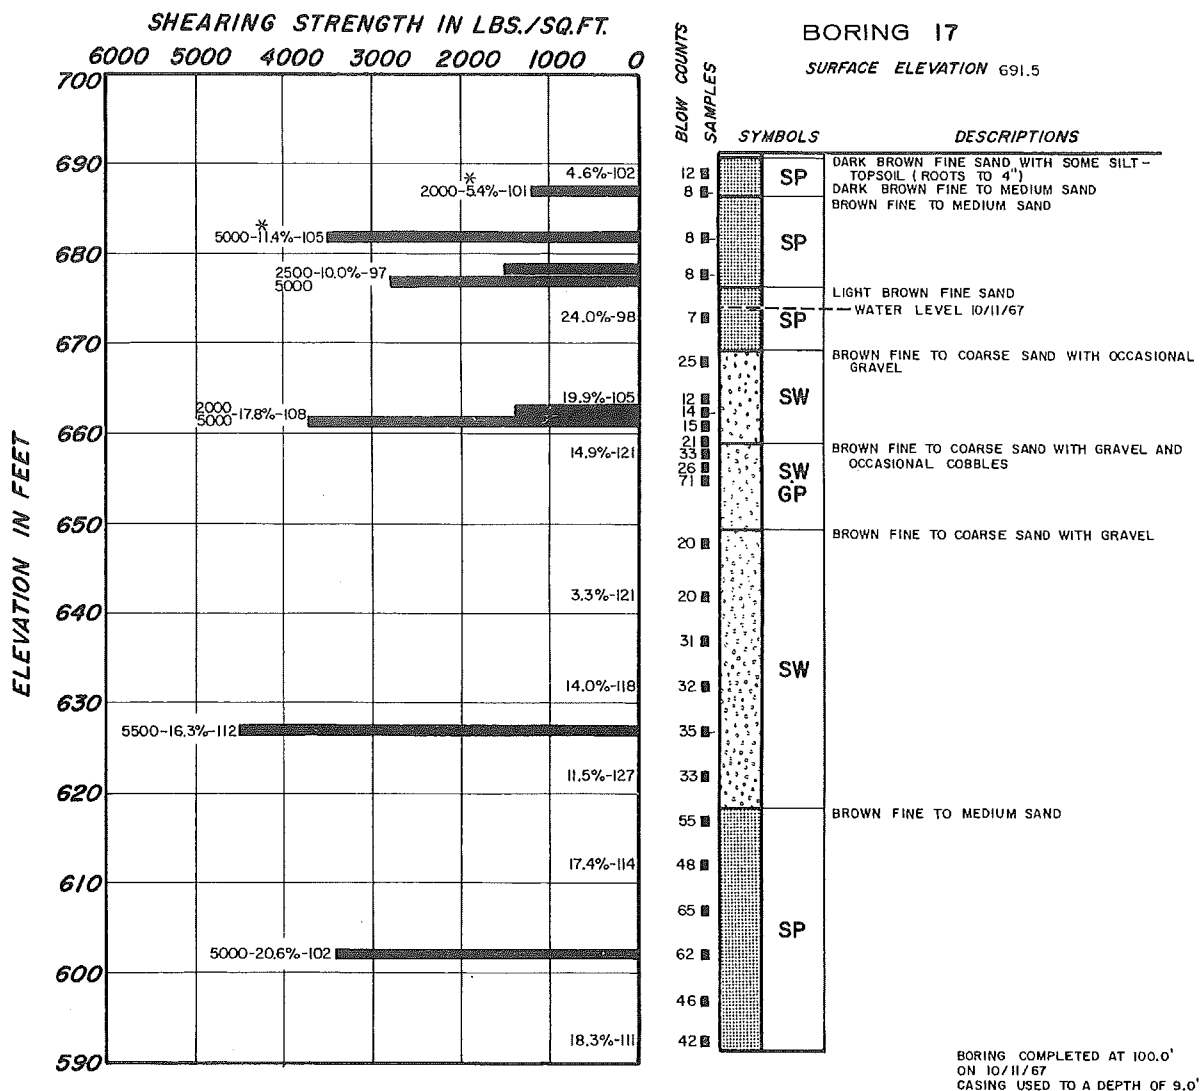 SHEARING STRENGTH IN LBS./SQ.FT.
6000 5000 4000 3000 2000 1000 0
ELEVATION IN FEET
700
690
680
670
660
650
640
630
620
610
600
590
4.6%-102
*
2000-5.4%-101
*
5000-11.4%-105
2500-10.0%-97
5000
24.0%-98
19.9%-105
2000
5000-17.8%-108
14.9%-121
3.3%-121
14.0%-118
5500-16.3%-112
11.5%-127
17.4%-114
5000-20.6%-102
18.3%-111
BORING 17
SURFACE ELEVATION 691.5
BLOW COUNTS
SAMPLES
SYMBOLS
DESCRIPTIONS
12
8
8
8
7
25
12
14
15
21
33
26
71
20
20
31
32
35
33
55
48
65
62
46
42
SP
SP
SP
SW
SW
GP
SW
SP
DARK BROWN FINE SAND WITH SOME SILT-
TOPSOIL (ROOTS TO 4")
DARK BROWN FINE TO MEDIUM SAND
BROWN FINE TO MEDIUM SAND
LIGHT BROWN FINE SAND
WATER LEVEL 10/11/67
BROWN FINE TO COARSE SAND WITH OCCASIONAL
GRAVEL
BROWN FINE TO COARSE SAND WITH GRAVEL AND
OCCASIONAL COBBLES
BROWN FINE TO COARSE SAND WITH GRAVEL
BROWN FINE TO MEDIUM SAND
BORING COMPLETED AT 100.0'
ON 10/11/67
CASING USED TO A DEPTH OF 9.0'